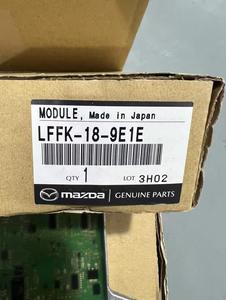 MODULE, Made in Japan
LFFK-18-9E1E
QTY 1 LOT 3H02
mazda GENUINE PARTS